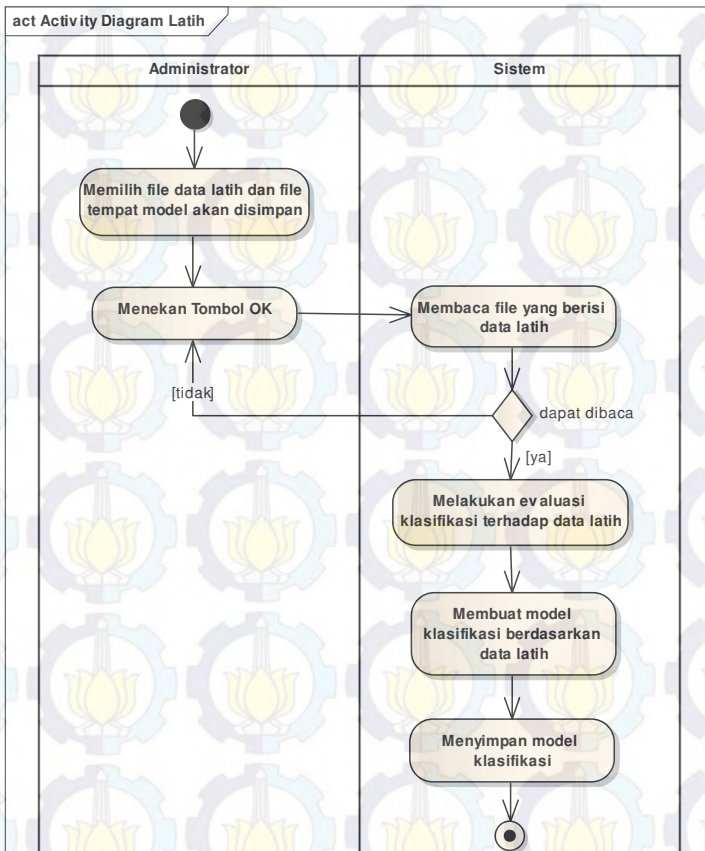 act Activity Diagram Latih
Administrator
Sistem
Memilih file data latih dan file
tempat model akan disimpan
Menekan Tombol OK
Membaca file yang berisi
data latih
[tidak]
dapat dibaca
[ya]
Melakukan evaluasi
klasifikasi terhadap data latih
Membuat model
klasifikasi berdasarkan
data latih
Menyimpan model
klasifikasi